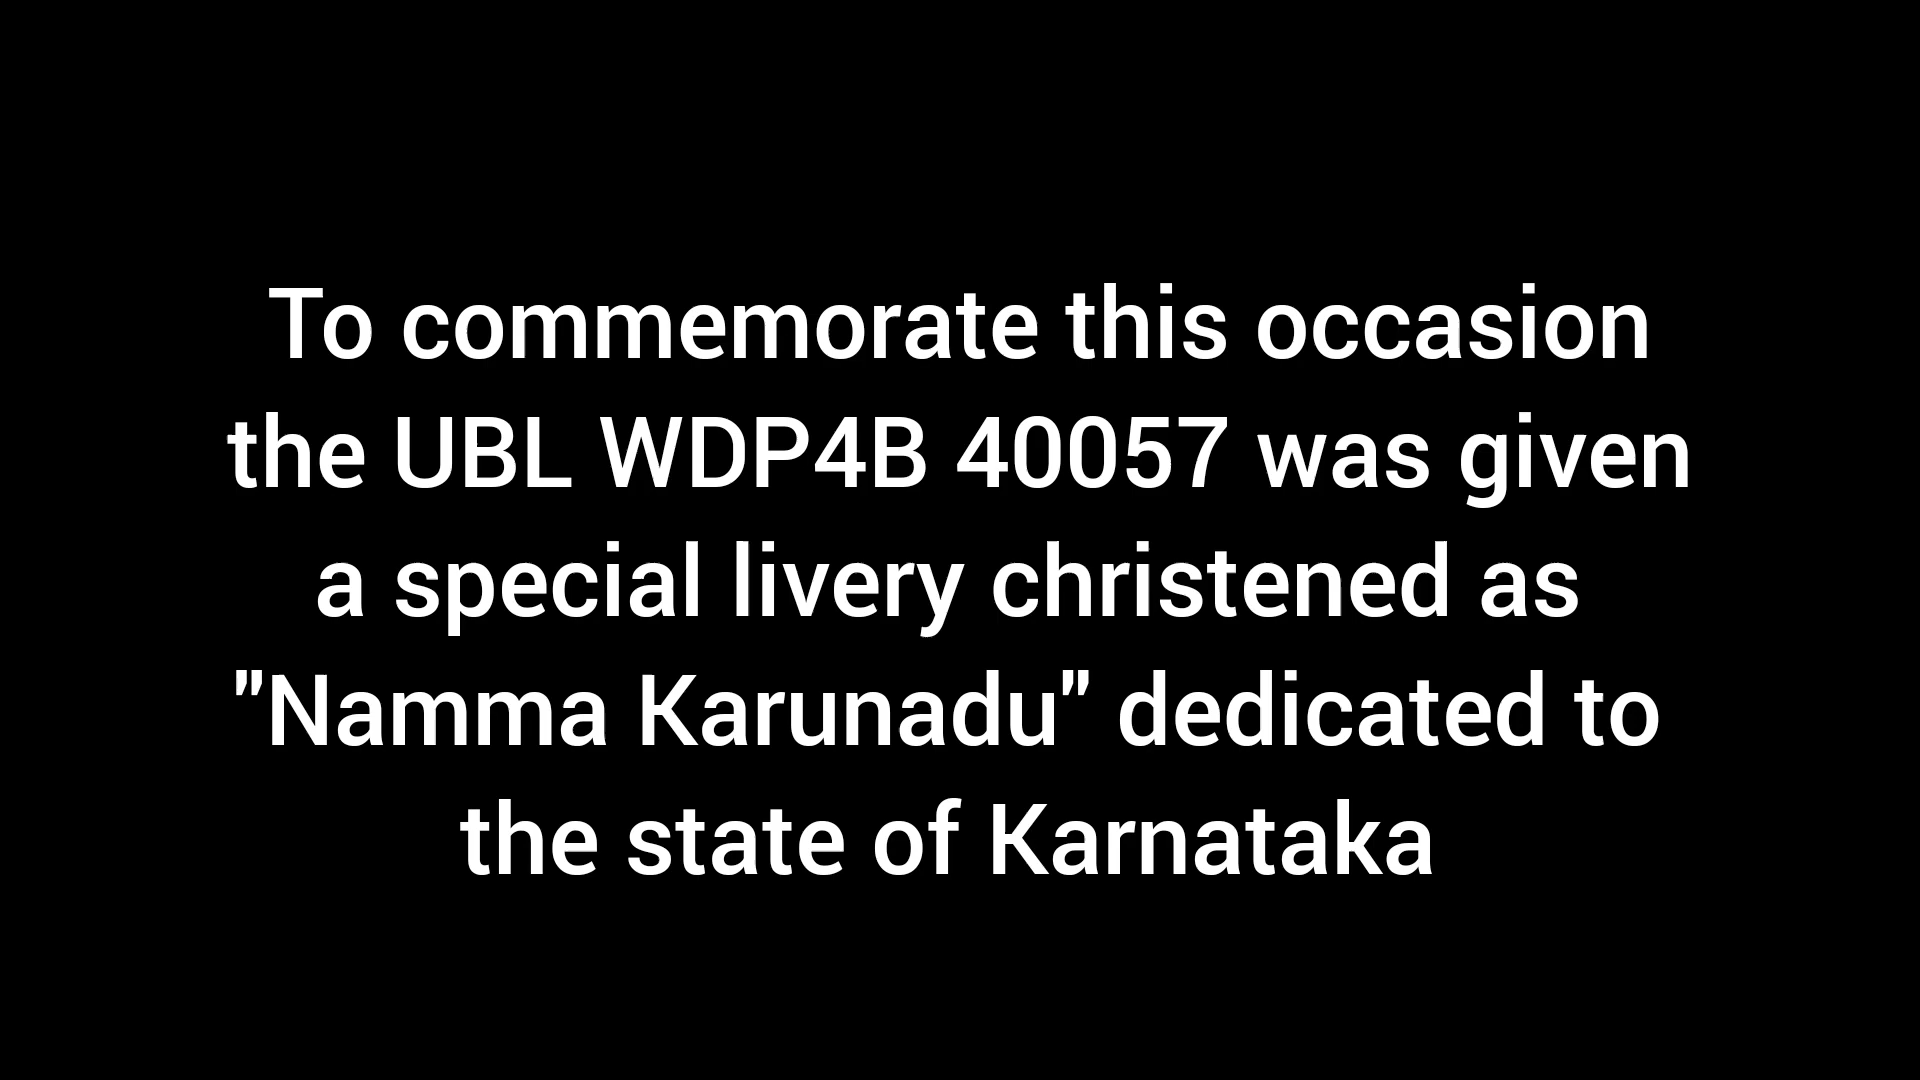 To commemorate this occasion
the UBL WDP4B 40057 was given
a special livery christened as
"Namma Karunadu" dedicated to
the state of Karnataka